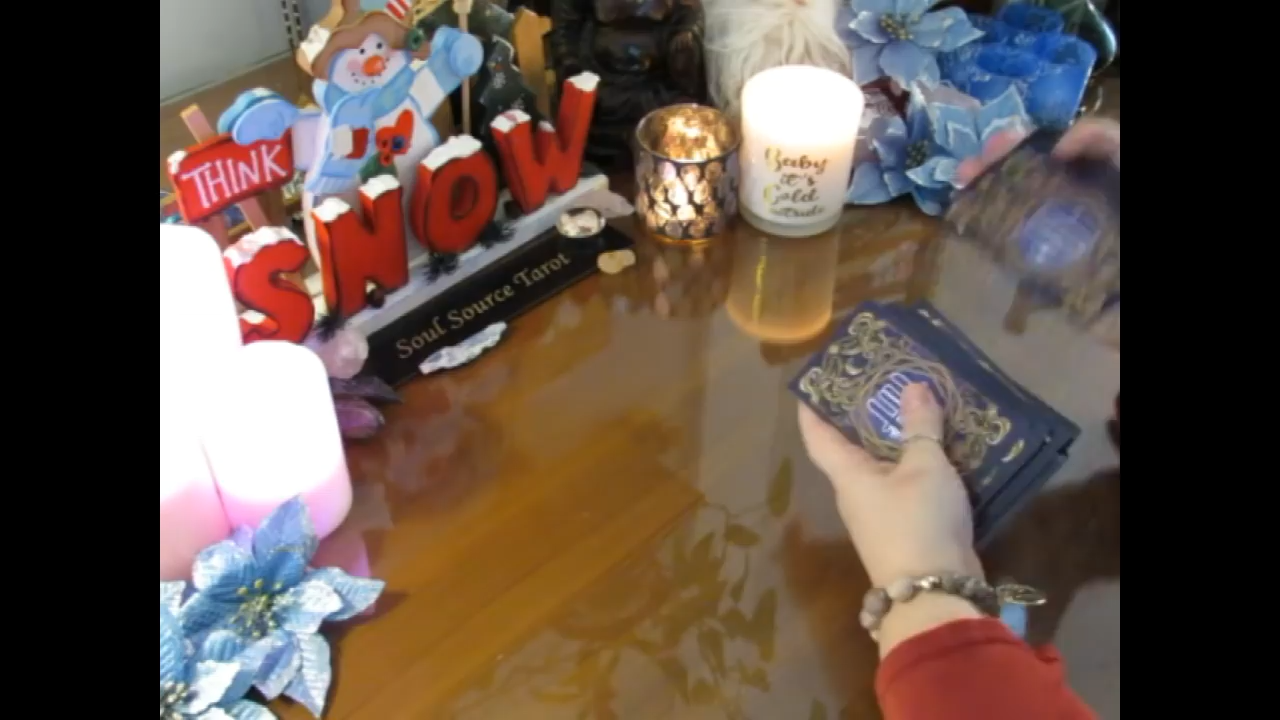 THINK
SNOW
Soul Source Tarot
Baby
it's
Cold
Outside